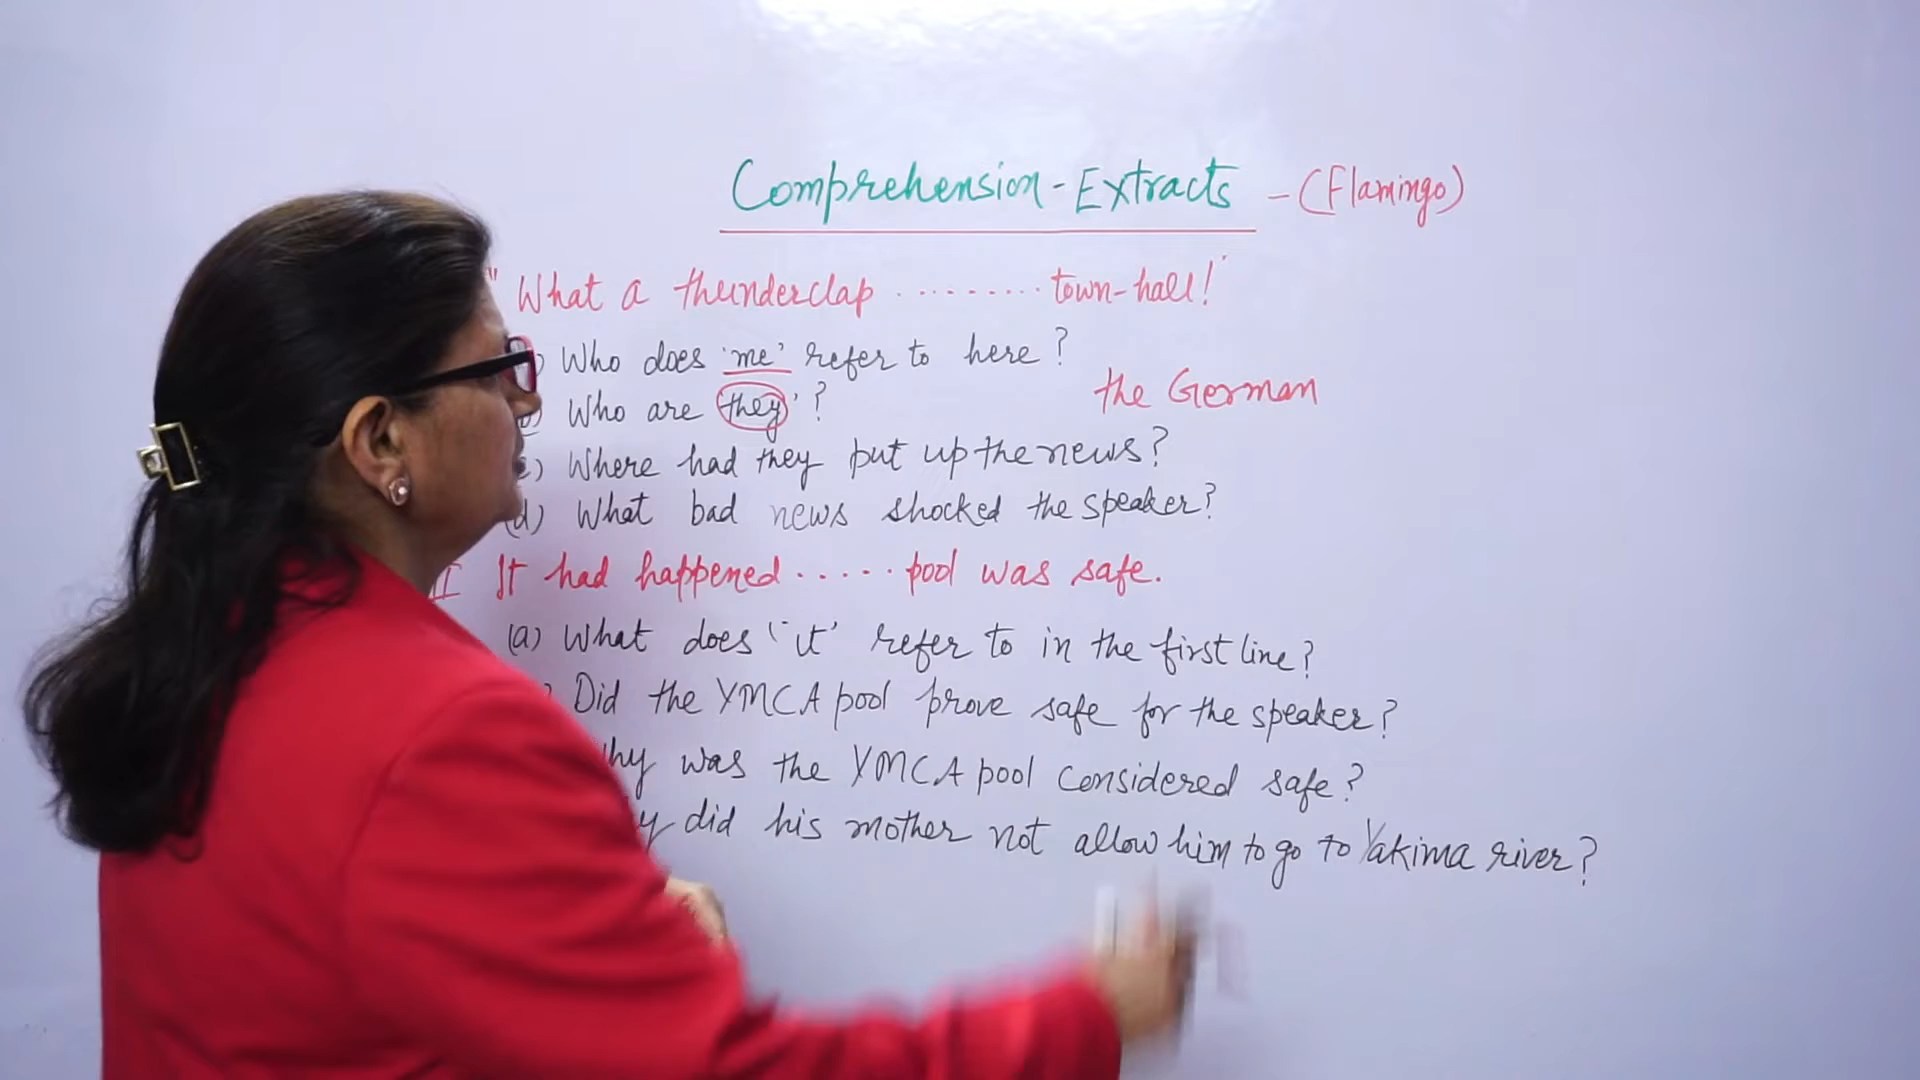 Comprehension - Extracts - (Flamingo)
" What a thunderclap ......... town-hall!'
) Who does 'me' refer to here?
b) Who are 'they'?
the German
c) Where had they put up the news?
(d) What bad news shocked the speaker?
II It had happened ..... pool was safe.
(a) What does 'it' refer to in the first line?
Did the YMCA pool prove safe for the speaker?
was the YMCA pool considered safe?
did his mother not allow him to go to Yakima river?